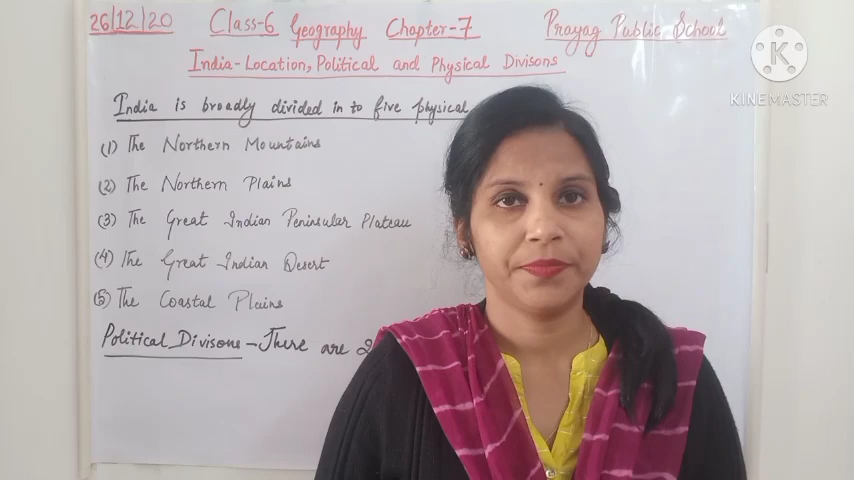 26/12/20 Class-6 Geography Chapter-7 Prayag Public School
India-Location, Political and Physical Divisons
India is broadly divided in to five physical
(1) The Northern Mountains
(2) The Northern Plains
(3) The Great Indian Peninsular Plateau
(4) The Great Indian Desert
(5) The Coastal Plains
Political Divisons - There are 2
K
KINEMASTER